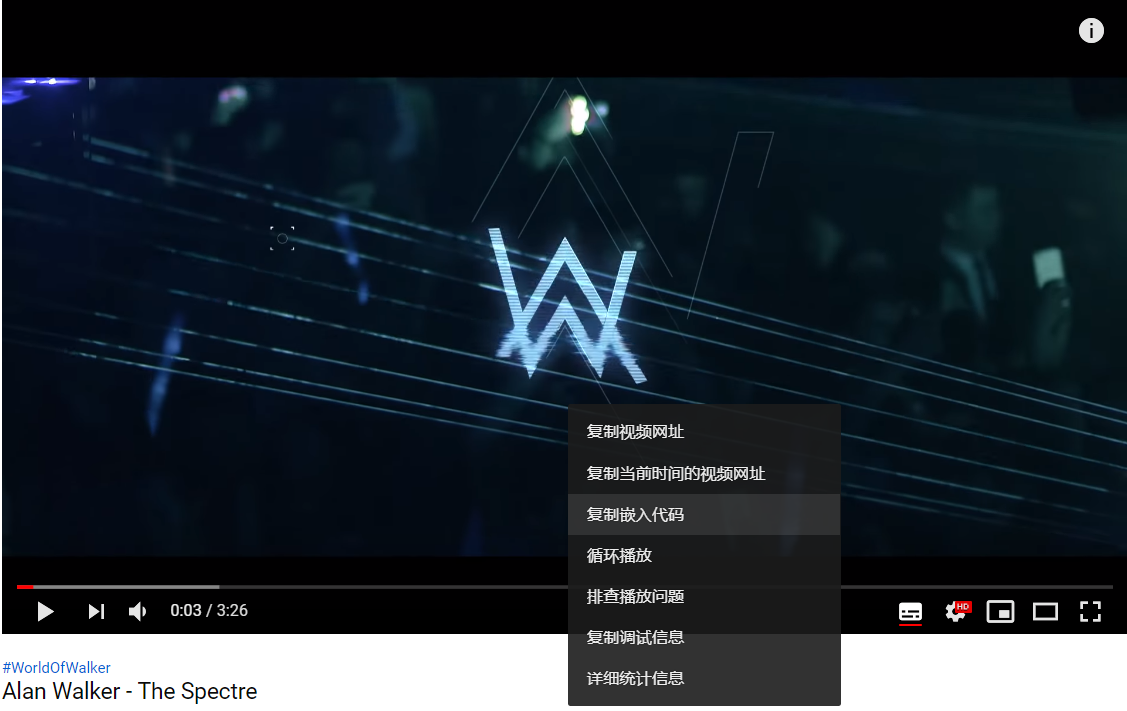 复制视频网址
复制当前时间的视频网址
复制嵌入代码
循环播放
排查播放问题
复制调试信息
详细统计信息
0:03 / 3:26
HD
#WorldOfWalker
Alan Walker - The Spectre